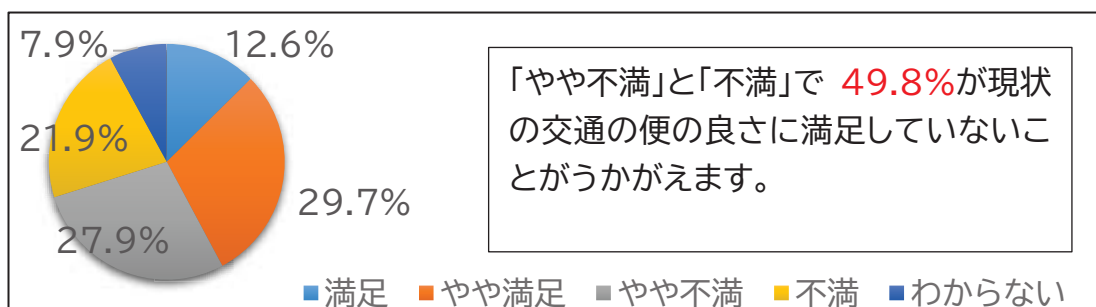 7.9%
12.6%
21.9%
29.7%
27.9%
「やや不満」と「不満」で 49.8%が現状
の交通の便の良さに満足していないこ
とがうかがえます。
■満足 ■やや満足 ■やや不満 ■不満 ■わからない